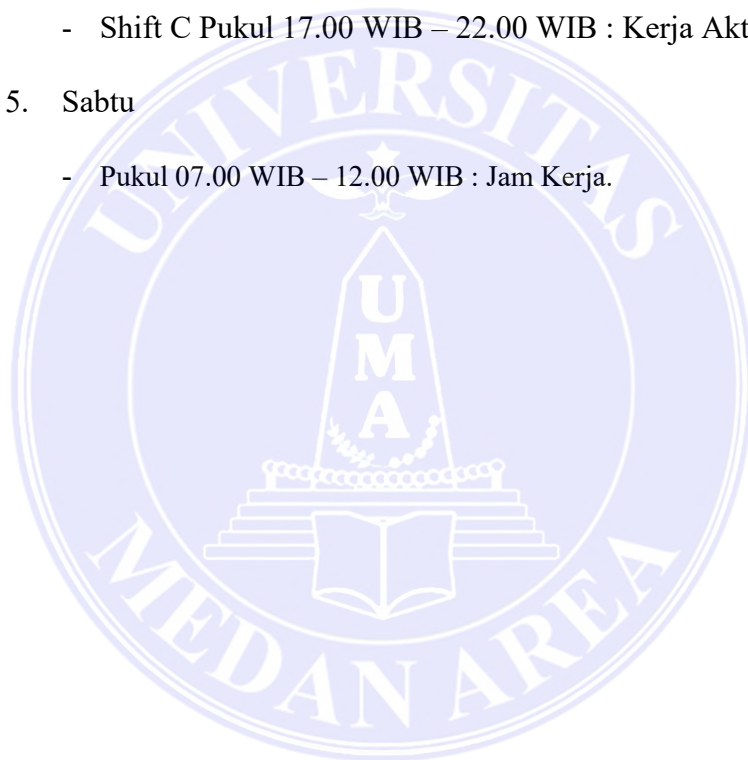 - Shift C Pukul 17.00 WIB – 22.00 WIB : Kerja Akt
5. Sabtu
- Pukul 07.00 WIB – 12.00 WIB : Jam Kerja.
UNIVERSITAS
UMA
MEDAN AREA